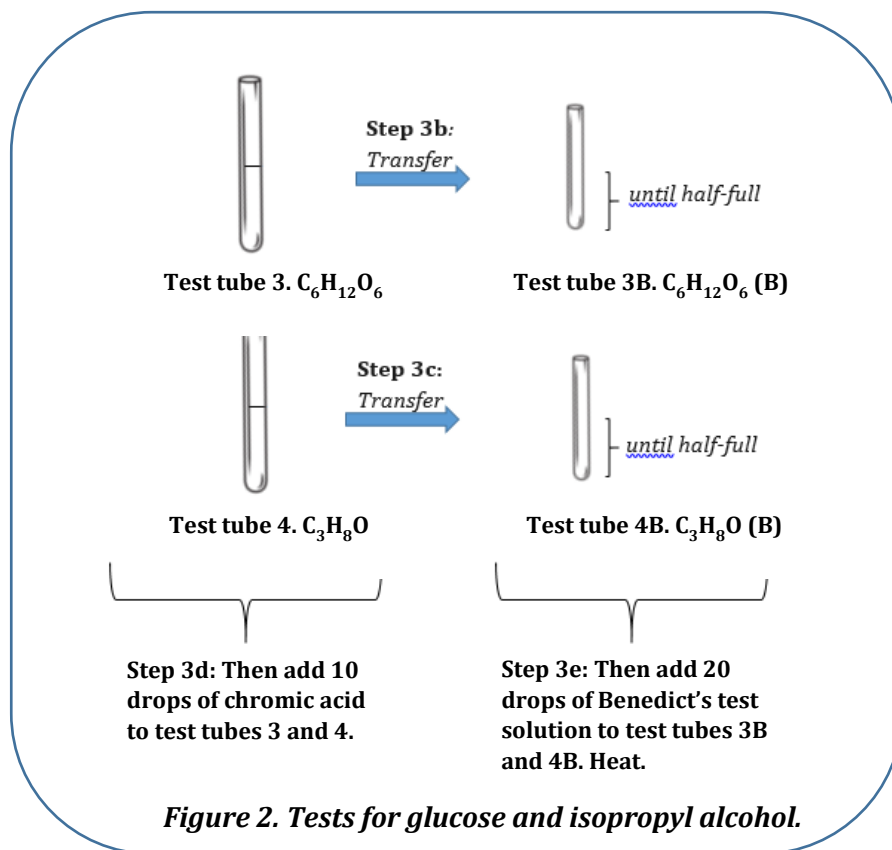 Step 3b:
Transfer
until half-full
Test tube 3. C₆H₁₂O₆
Test tube 3B. C₆H₁₂O₆ (B)
Step 3c:
Transfer
until half-full
Test tube 4. C₃H₈O
Test tube 4B. C₃H₈O (B)
Step 3d: Then add 10
drops of chromic acid
to test tubes 3 and 4.
Step 3e: Then add 20
drops of Benedict’s test
solution to test tubes 3B
and 4B. Heat.
Figure 2. Tests for glucose and isopropyl alcohol.